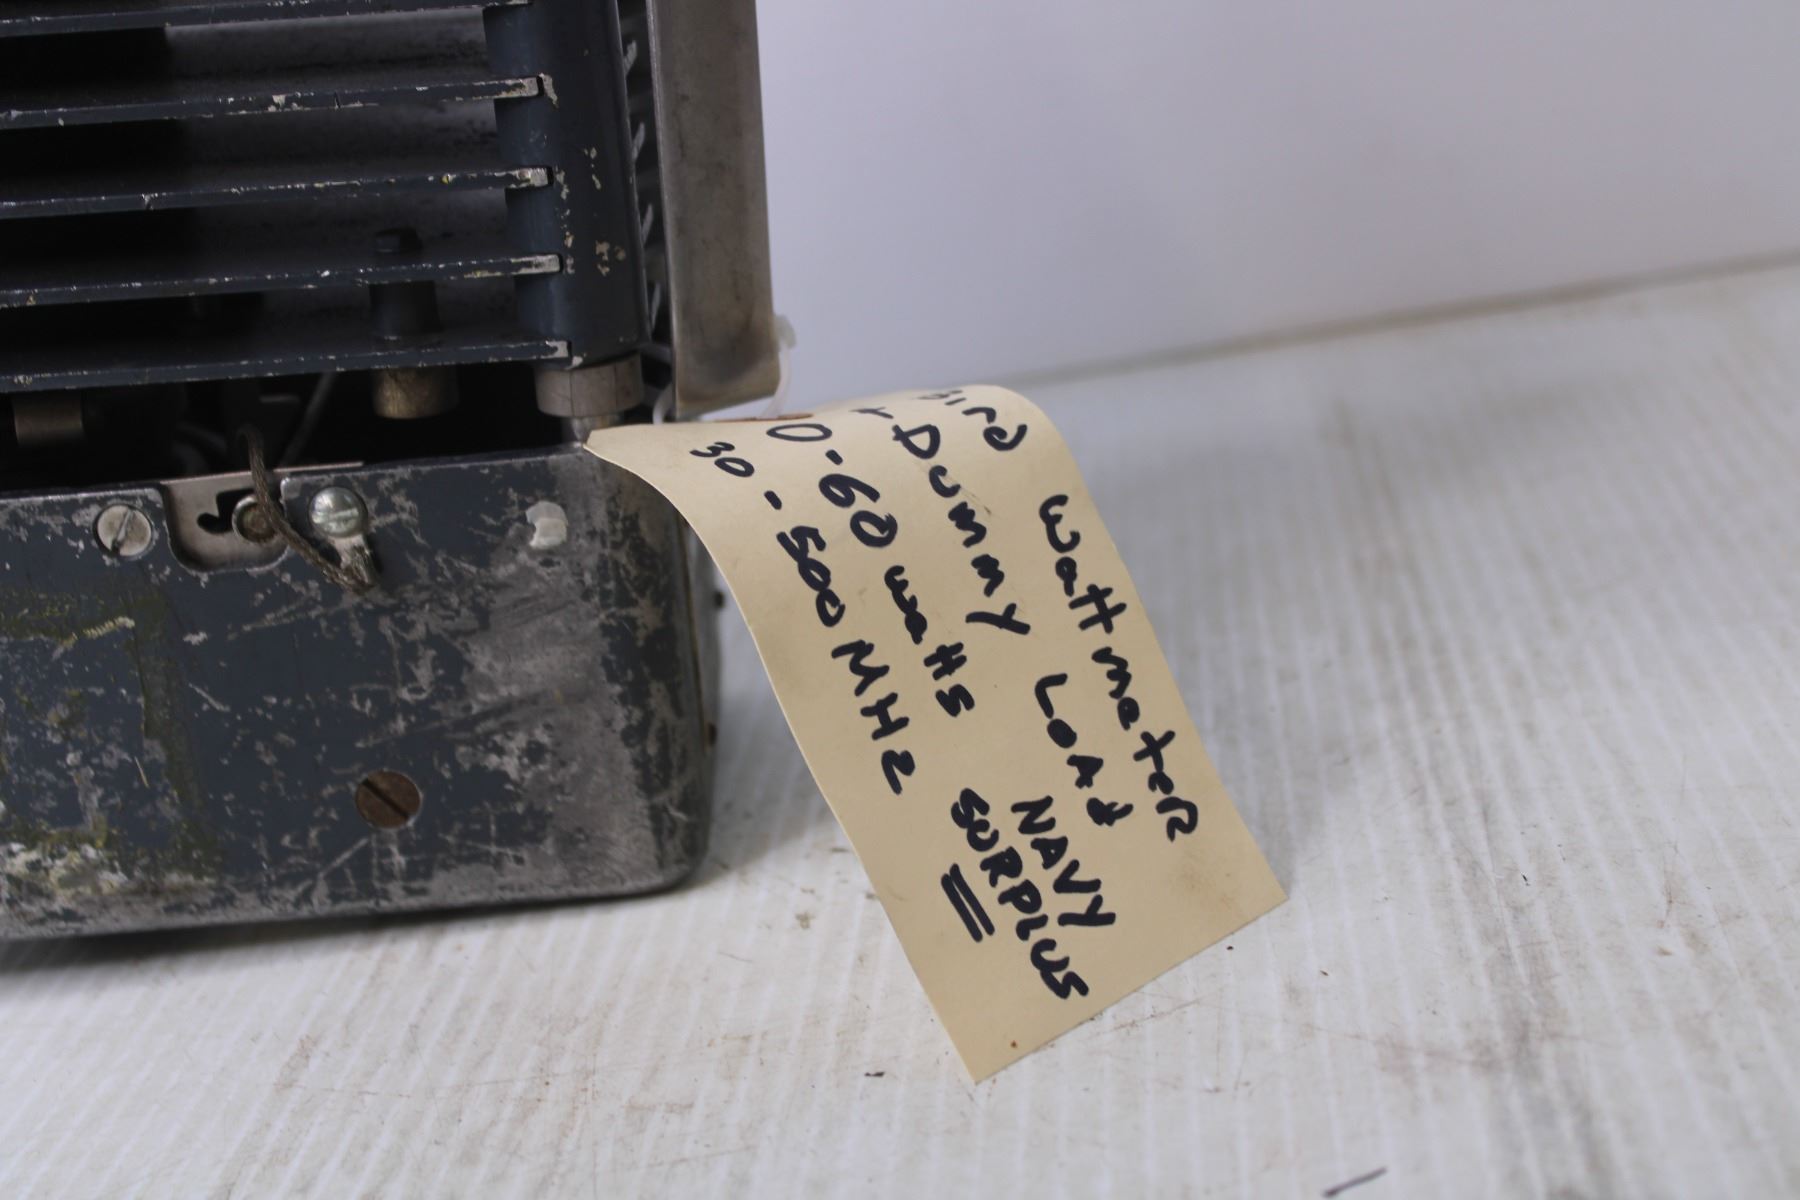 Bird WattmeteR
+ Dummy LOAd
0-60 watts
30-500 MHz
NAVY
SURPLUS